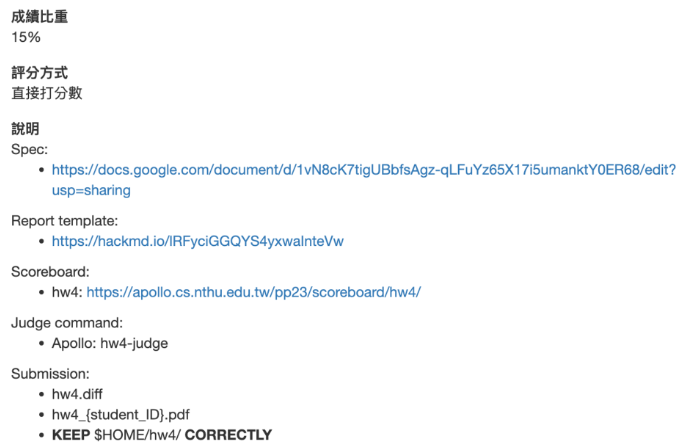 成績比重
15%
評分方式
直接打分數
說明
Spec:
• https://docs.google.com/document/d/1vN8cK7tigUBbfsAgz-qLFuYz65X17i5umanktY0ER68/edit?
usp=sharing
Report template:
• https://hackmd.io/lRFyciGGQYS4yxwaInteVw
Scoreboard:
• hw4: https://apollo.cs.nthu.edu.tw/pp23/scoreboard/hw4/
Judge command:
• Apollo: hw4-judge
Submission:
• hw4.diff
• hw4_{student_ID}.pdf
• KEEP $HOME/hw4/ CORRECTLY